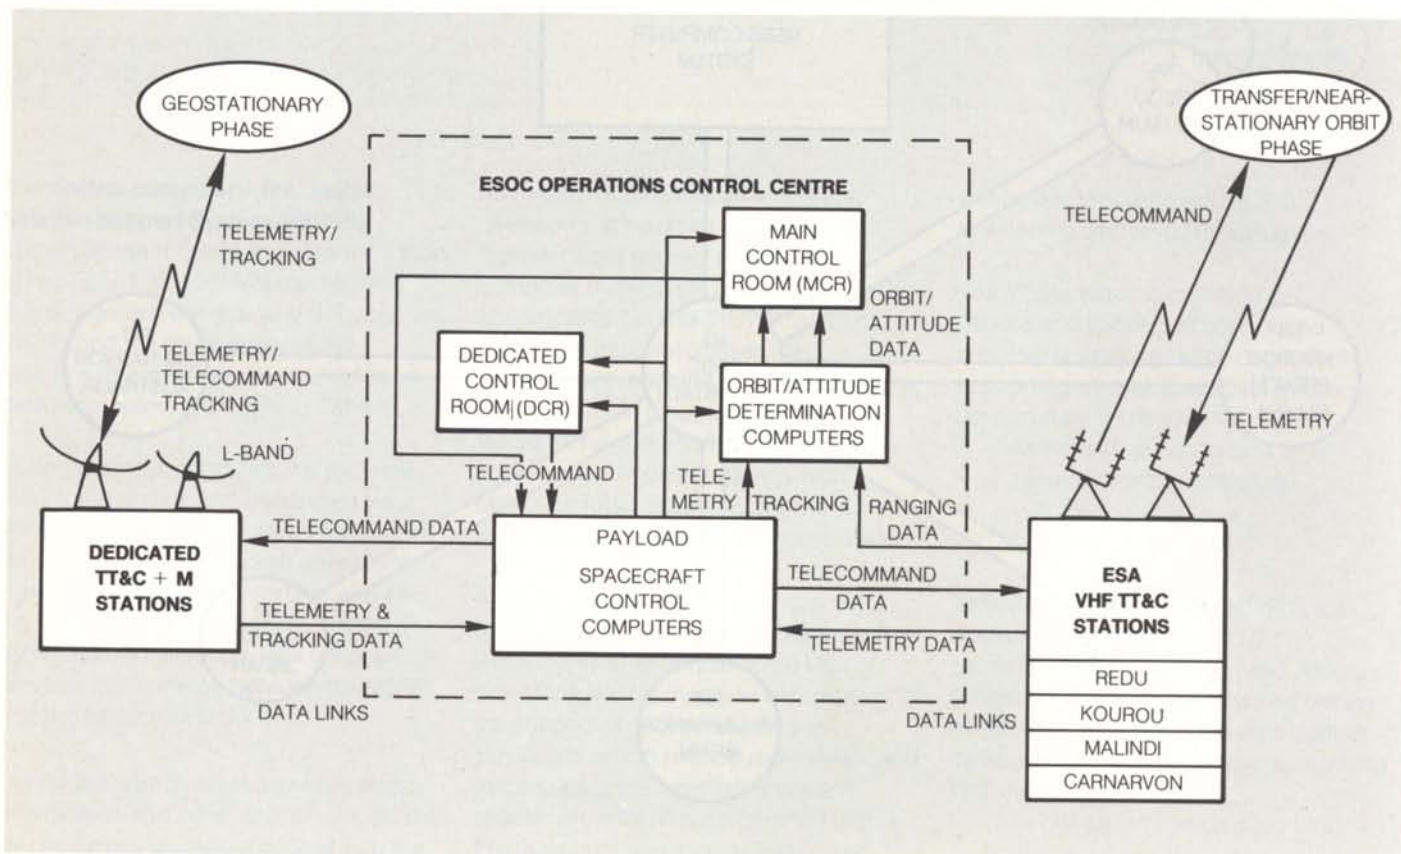 GEOSTATIONARY
PHASE
TRANSFER/NEAR-
STATIONARY ORBIT
PHASE
ESOC OPERATIONS CONTROL CENTRE
TELEMETRY/
TRACKING
TELEMETRY/
TELECOMMAND
TRACKING
L-BAND
MAIN
CONTROL
ROOM (MCR)
ORBIT/
ATTITUDE
DATA
DEDICATED
CONTROL
ROOM (DCR)
ORBIT/ATTITUDE
DETERMINATION
COMPUTERS
TELECOMMAND
TELEMETRY
TELECOMMAND
TELE-
METRY
TRACKING
RANGING
DATA
DEDICATED
TT&C + M
STATIONS
TELECOMMAND DATA
TELEMETRY &
TRACKING DATA
PAYLOAD
SPACECRAFT
CONTROL
COMPUTERS
TELECOMMAND
DATA
TELEMETRY DATA
ESA
VHF TT&C
STATIONS
REDU
KOUROU
MALINDI
CARNARVON
DATA LINKS
DATA LINKS